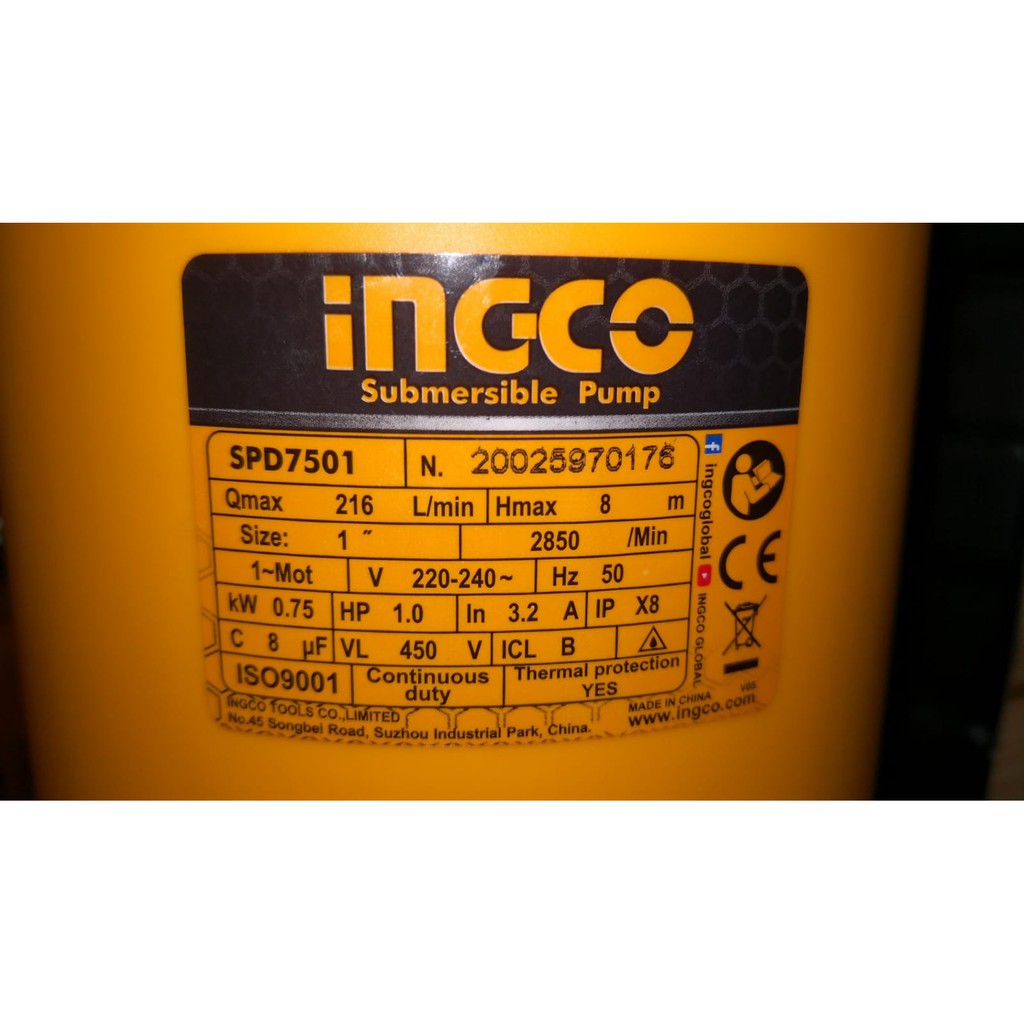 INGCO
Submersible Pump
SPD7501 N. 20025970176
Qmax 216 L/min Hmax 8 m
Size: 1″ 2850 /Min
1~Mot V 220-240~ Hz 50
kW 0.75 HP 1.0 In 3.2 A IP X8
C 8 µF VL 450 V ICL B
ISO9001 Continuous duty Thermal protection YES
INGCO TOOLS CO.,LIMITED
No.45 Songbei Road, Suzhou Industrial Park, China.
MADE IN CHINA V05
www.ingco.com
f ingcoglobal
INGCO GLOBAL
CE